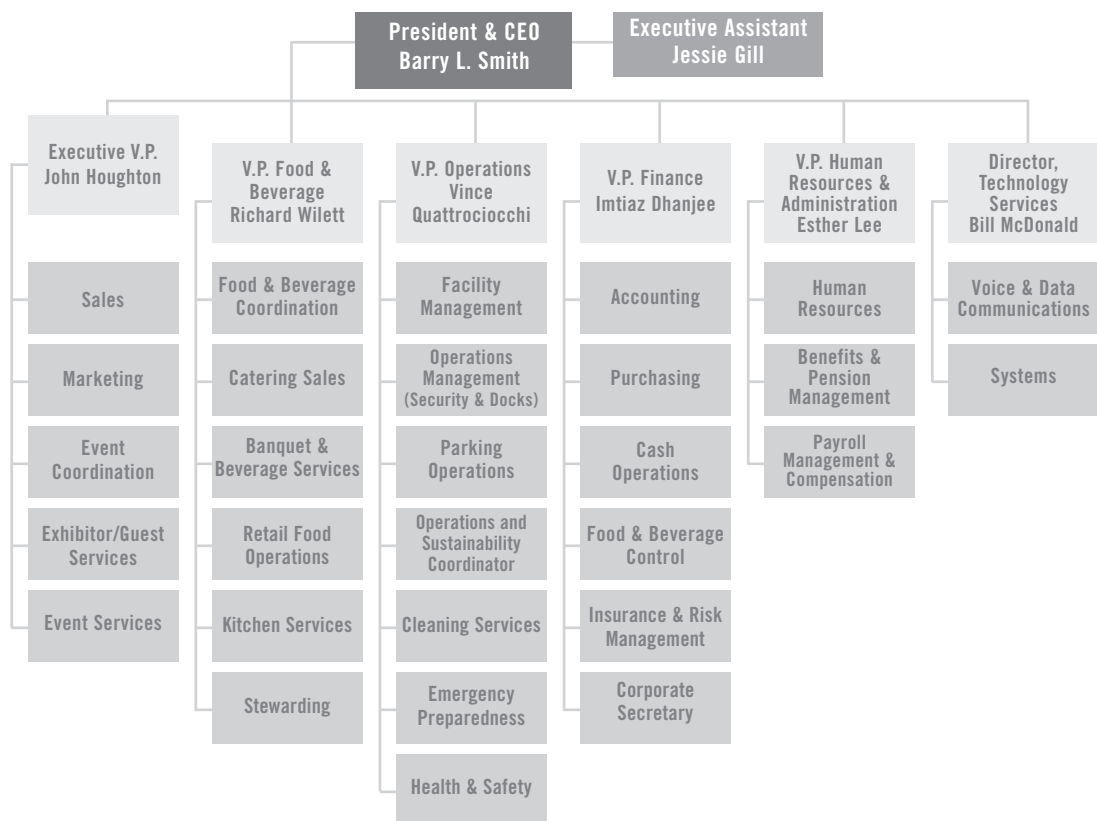 President & CEO
Barry L. Smith
Executive Assistant
Jessie Gill
Executive V.P.
John Houghton
Sales
Marketing
Event
Coordination
Exhibitor/Guest
Services
Event Services
V.P. Food &
Beverage
Richard Wilett
Food & Beverage
Coordination
Catering Sales
Banquet &
Beverage Services
Retail Food
Operations
Kitchen Services
Stewarding
V.P. Operations
Vince
Quattrociocchi
Facility
Management
Operations
Management
(Security & Docks)
Parking
Operations
Operations and
Sustainability
Coordinator
Cleaning Services
Emergency
Preparedness
Health & Safety
V.P. Finance
Imtiaz Dhanjee
Accounting
Purchasing
Cash
Operations
Food & Beverage
Control
Insurance & Risk
Management
Corporate
Secretary
V.P. Human
Resources &
Administration
Esther Lee
Human
Resources
Benefits &
Pension
Management
Payroll
Management &
Compensation
Director,
Technology
Services
Bill McDonald
Voice & Data
Communications
Systems